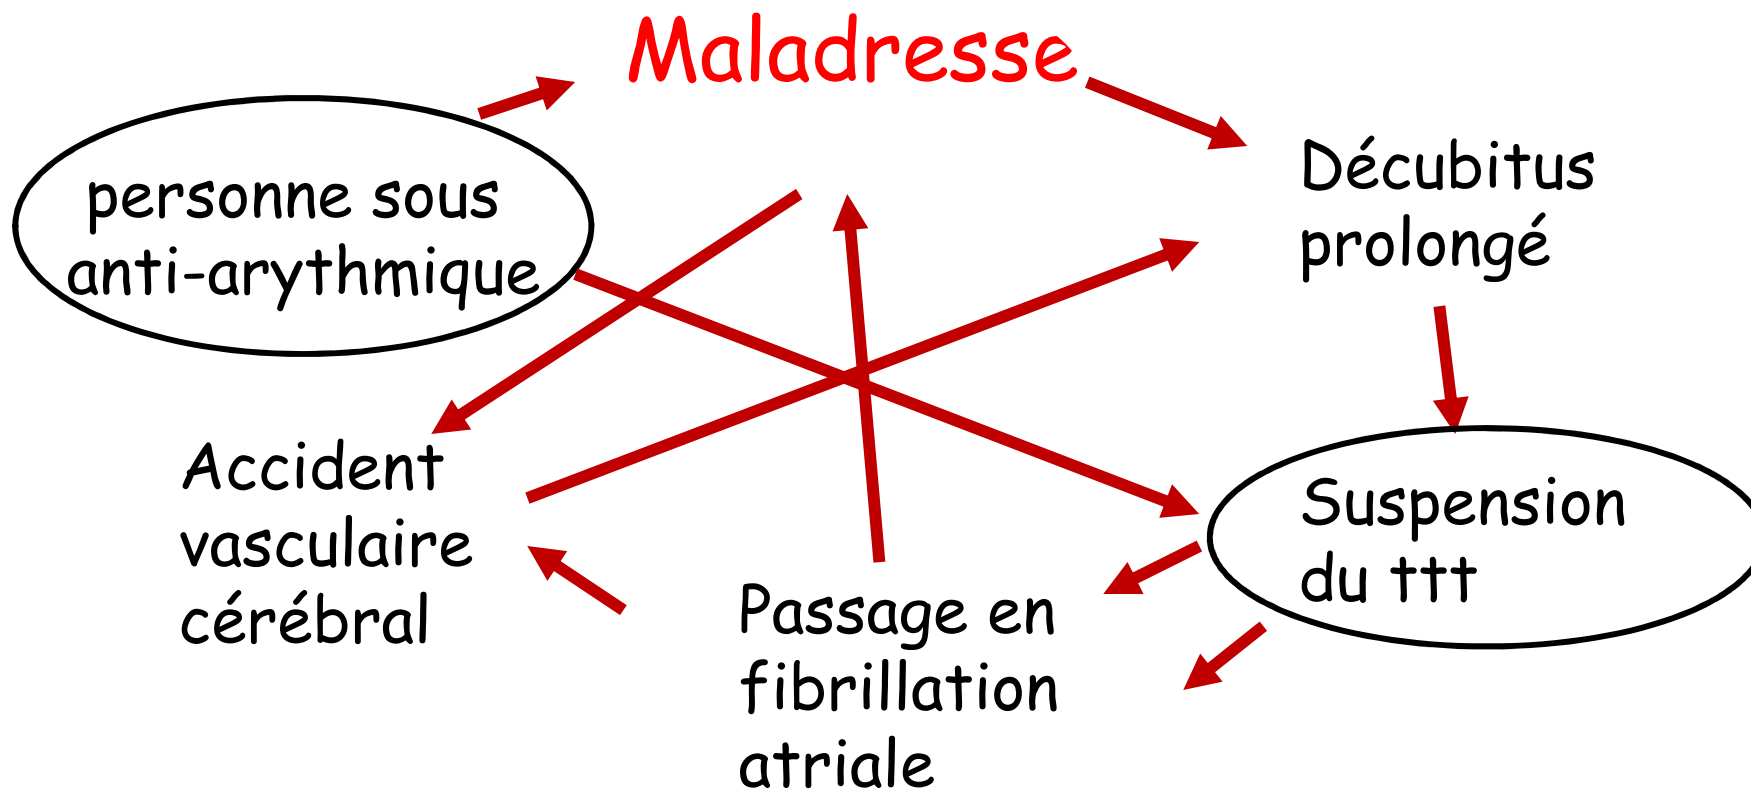 Maladresse
personne sous
anti-arythmique
Décubitus
prolongé
Accident
vasculaire
cérébral
Suspension
du ttt
Passage en
fibrillation
atriale